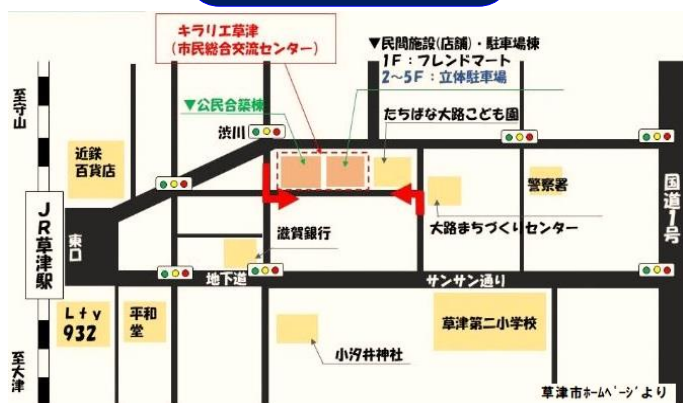 キラリエ草津
(市民総合交流センター)
▼民間施設(店舗)・駐車場棟
1F：フレンドマート
2～5F：立体駐車場
▼公民合築棟
たちばな大路こども園
渋川
至守山
近鉄
百貨店
警察署
国道1号
JR草津駅
東口
大路まちづくりセンター
滋賀銀行
地下道
サンサン通り
Lty
932
平和
堂
草津第二小学校
小汐井神社
至大津
草津市ホームページより